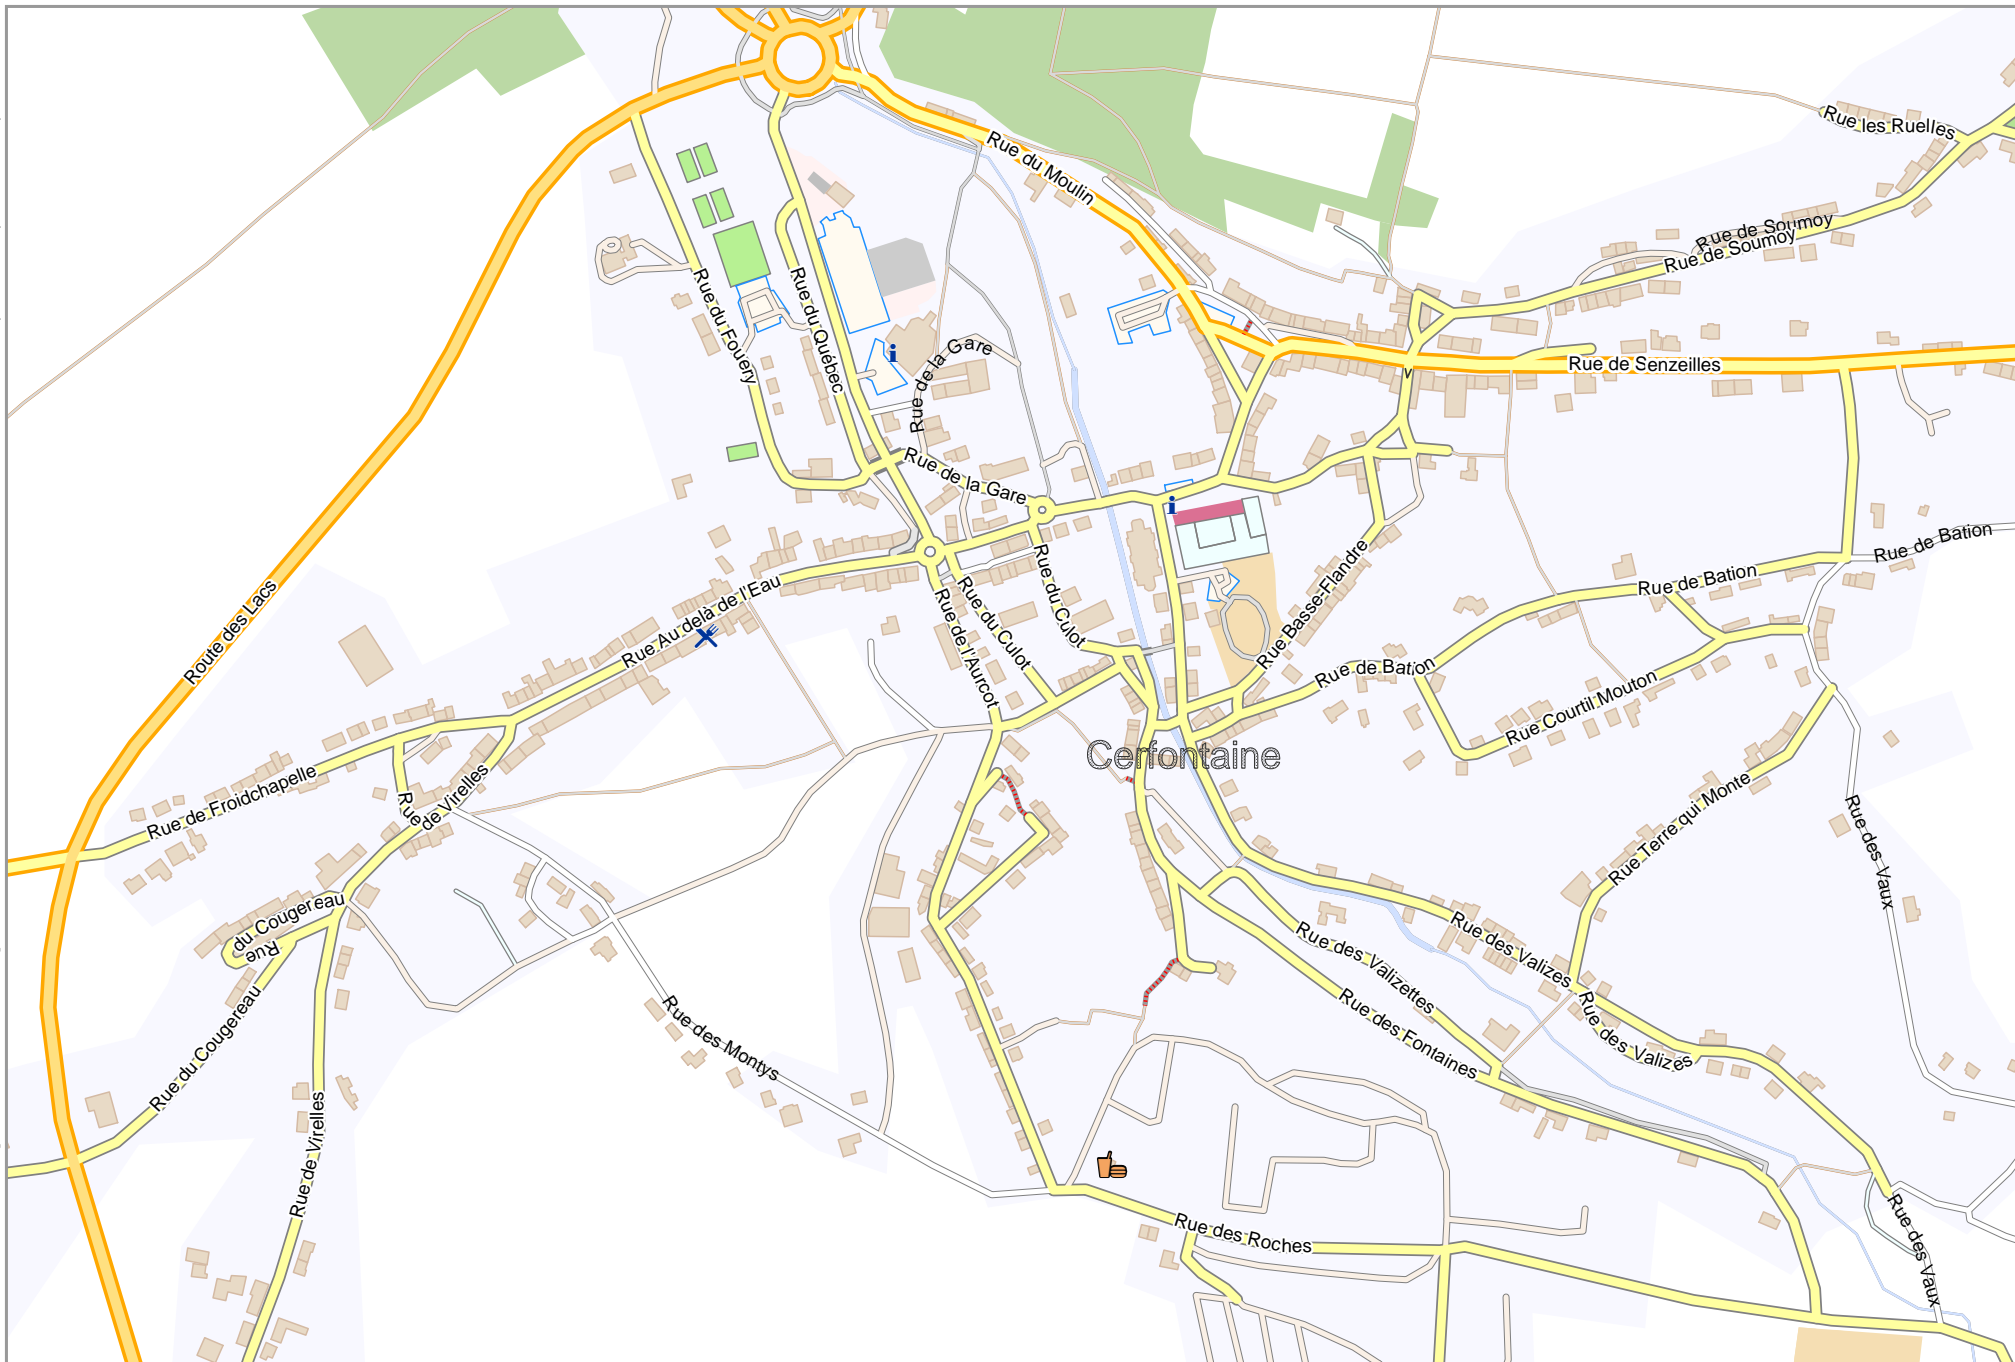 Rue les Ruelles
Rue du Moulin
Rue de Soumoy
Rue de Soumoy
Rue du Fouery
Rue du Québec
Rue de la Gare
Rue de Senzeilles
v
Rue de la Gare
Rue de Bation
Rue de Bation
Rue du Culot
Rue Basse-Flandre
Rue Au delà de l'Eau
Rue du Culot
Rue de l'Aurcot
Route des Lacs
Rue de Bation
Rue Courtil Mouton
Cerfontaine
Rue de Froidchapelle
Rue
de Virelles
Rue Terre qui Monte
Rue des Vaux
du Cougereau
Rue
Rue des Valizettes
Rue des Valizes
Rue du Cougereau
Rue des Montys
Rue des Fontaines
Rue des Valizes
Rue de Virelles
Rue des Roches
Rue des Vaux